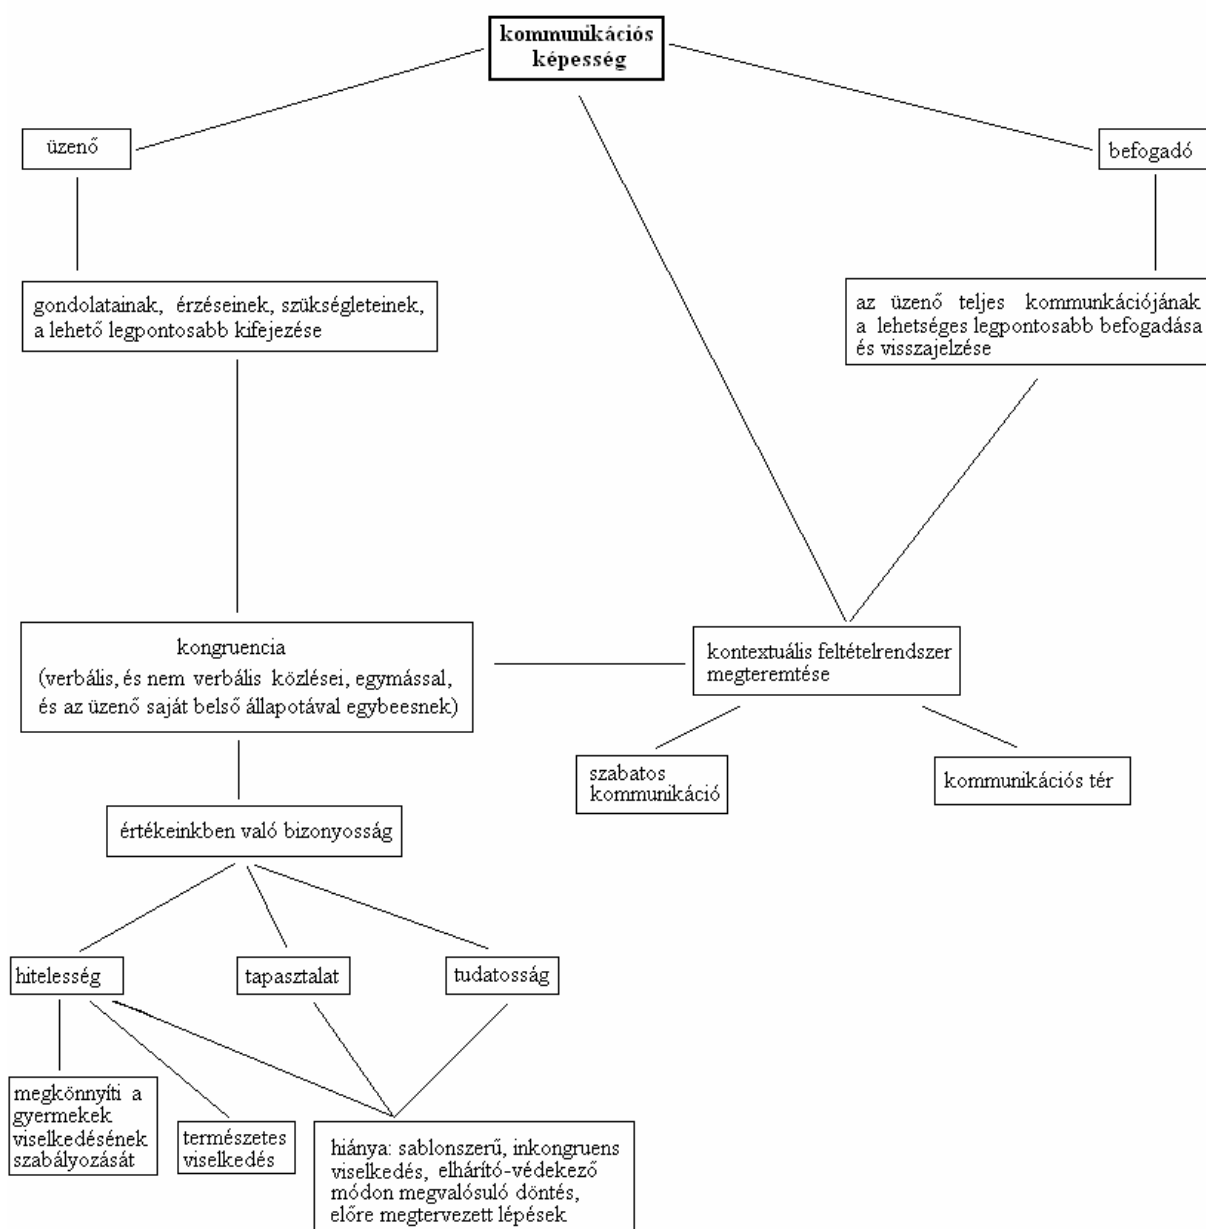 kommunikációs
képesség
üzenő
befogadó
gondolatainak, érzéseinek, szükségleteinek,
a lehető legpontosabb kifejezése
az üzenő teljes kommunkációjának
a lehetséges legpontosabb befogadása
és visszajelzése
kongruencia
(verbális, és nem verbális közlései, egymással,
és az üzenő saját belső állapotával egybeesnek)
kontextuális feltételrendszer
megteremtése
szabatos
kommunikáció
kommunikációs tér
értékeinkben való bizonyosság
hitelesség
tapasztalat
tudatosság
megkönnyíti a
gyermekek
viselkedésének
szabályozását
természetes
viselkedés
hiánya: sablonszerű, inkongruens
viselkedés, elhárító-védekező
módon megvalósuló döntés,
előre megtervezett lépések